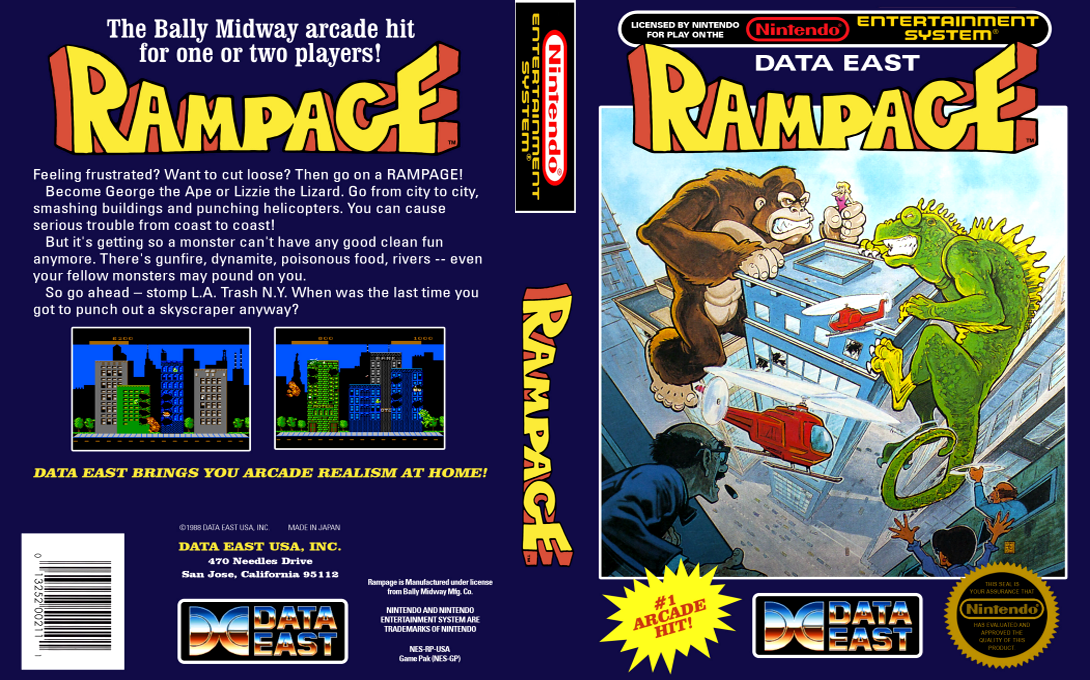 The Bally Midway arcade hit
for one or two players!
RAMPAGE™
Feeling frustrated? Want to cut loose? Then go on a RAMPAGE!
Become George the Ape or Lizzie the Lizard. Go from city to city,
smashing buildings and punching helicopters. You can cause
serious trouble from coast to coast!
But it's getting so a monster can't have any good clean fun
anymore. There's gunfire, dynamite, poisonous food, rivers -- even
your fellow monsters may pound on you.
So go ahead – stomp L.A. Trash N.Y. When was the last time you
got to punch out a skyscraper anyway?
DATA EAST BRINGS YOU ARCADE REALISM AT HOME!
©1988 DATA EAST USA, INC. MADE IN JAPAN
DATA EAST USA, INC.
470 Needles Drive
San Jose, California 95112
0 13252 00211 1
DATA
EAST
Rampage is Manufactured under license
from Bally Midway Mfg. Co.
NINTENDO AND NINTENDO
ENTERTAINMENT SYSTEM ARE
TRADEMARKS OF NINTENDO
NES-RP-USA
Game Pak (NES-GP)
Nintendo®
ENTERTAINMENT
SYSTEM®
RAMPAGE™
LICENSED BY NINTENDO
FOR PLAY ON THE
Nintendo®
ENTERTAINMENT
SYSTEM®
DATA EAST
RAMPAGE™
#1
ARCADE
HIT!
DATA
EAST
THIS SEAL IS
YOUR ASSURANCE THAT
Nintendo
HAS EVALUATED AND
APPROVED THE
QUALITY OF THIS
PRODUCT